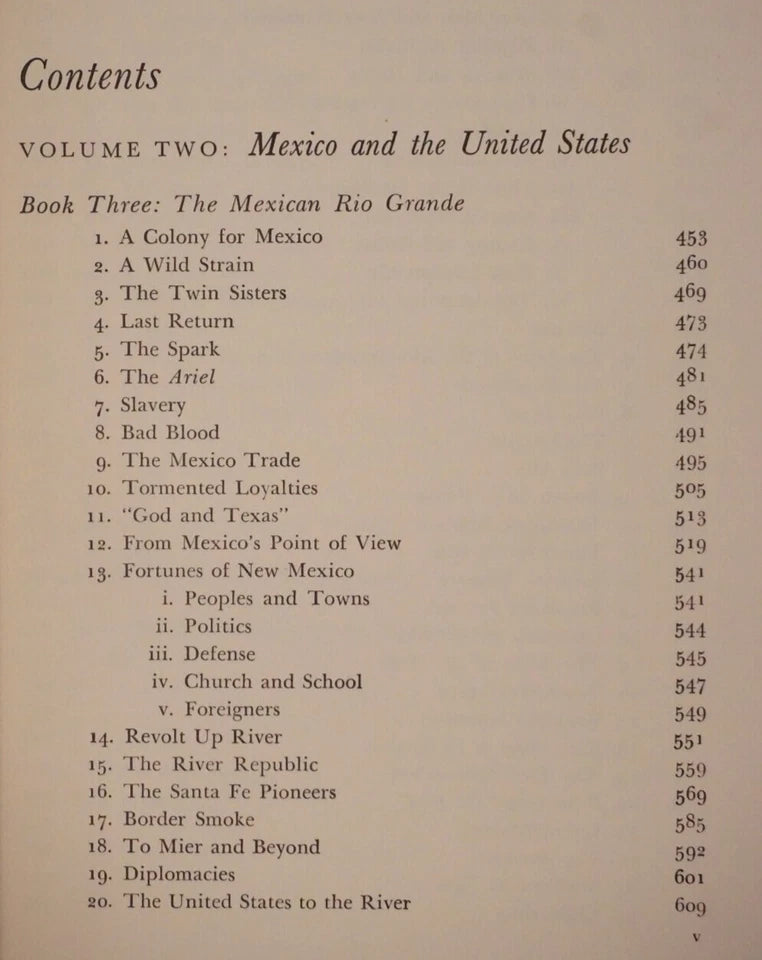 Contents
VOLUME TWO: Mexico and the United States
Book Three: The Mexican Rio Grande
1. A Colony for Mexico 453
2. A Wild Strain 460
3. The Twin Sisters 469
4. Last Return 473
5. The Spark 474
6. The Ariel 481
7. Slavery 485
8. Bad Blood 491
9. The Mexico Trade 495
10. Tormented Loyalties 505
11. “God and Texas” 513
12. From Mexico’s Point of View 519
13. Fortunes of New Mexico 541
i. Peoples and Towns 541
ii. Politics 544
iii. Defense 545
iv. Church and School 547
v. Foreigners 549
14. Revolt Up River 551
15. The River Republic 559
16. The Santa Fe Pioneers 569
17. Border Smoke 585
18. To Mier and Beyond 592
19. Diplomacies 601
20. The United States to the River 609
v